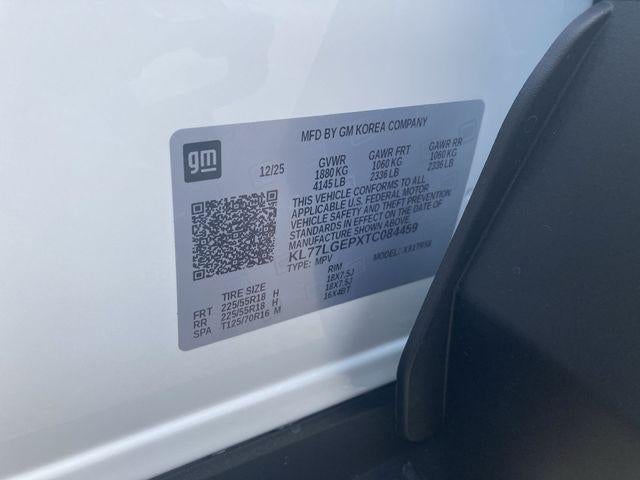 MFD BY GM KOREA COMPANY
gm
12/25
GVWR GAWR FRT GAWR RR
1880 KG 1060 KG 1060 KG
4145 LB 2336 LB 2336 LB
THIS VEHICLE CONFORMS TO ALL
APPLICABLE U.S. FEDERAL MOTOR
VEHICLE SAFETY AND THEFT PREVENTION
STANDARDS IN EFFECT ON THE DATE OF
MANUFACTURE SHOWN ABOVE.
KL77LGEPXTC084459
TYPE: MPV MODEL:
TIRE SIZE RIM
FRT 225/55R18 H 18X7.5J
RR 225/55R18 H 18X7.5J
SPA T125/70R16 M 16X4BT